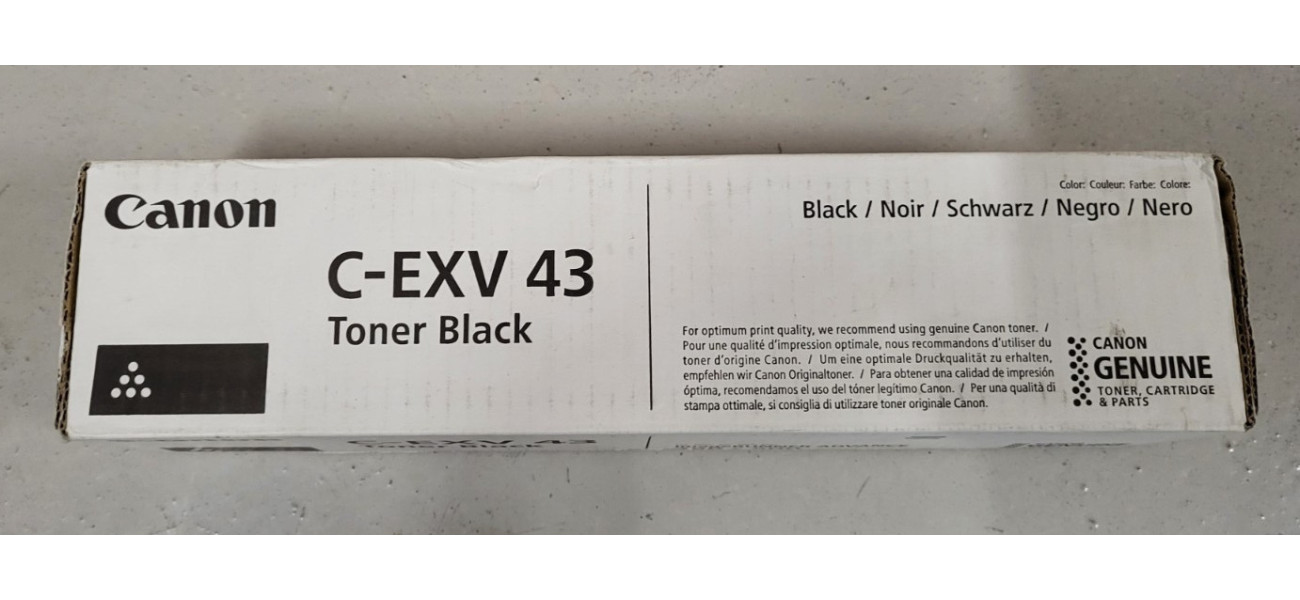 Canon
C-EXV 43
Toner Black
Color: Couleur: Farbe: Colore:
Black / Noir / Schwarz / Negro / Nero
For optimum print quality, we recommend using genuine Canon toner. /
Pour une qualité d'impression optimale, nous recommandons d'utiliser du
toner d'origine Canon. / Um eine optimale Druckqualität zu erhalten,
empfehlen wir Canon Originaltoner. / Para obtener una calidad de impresión
óptima, recomendamos el uso del tóner legítimo Canon. / Per una qualità di
stampa ottimale, si consiglia di utilizzare toner originale Canon.
CANON
GENUINE
TONER, CARTRIDGE
& PARTS
C-EXV 43
Toner Black